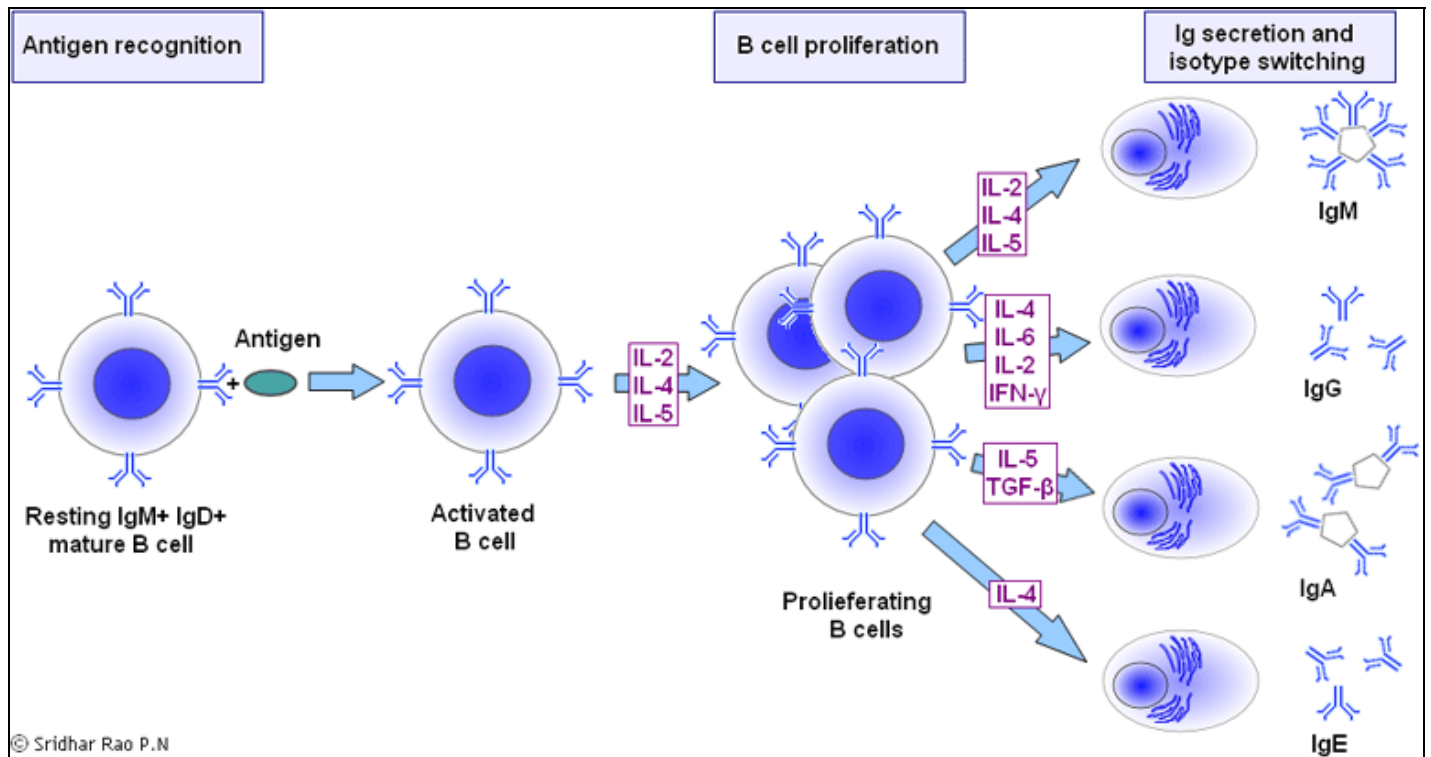 Antigen recognition
B cell proliferation
Ig secretion and
isotype switching
IL-2
IL-4
IL-5
IgM
Antigen
+
IL-2
IL-4
IL-5
IL-4
IL-6
IL-2
IFN-γ
IgG
Resting IgM+ IgD+
mature B cell
Activated
B cell
IL-5
TGF-β
IgA
Prolieferating
B cells
IL-4
IgE
© Sridhar Rao P.N